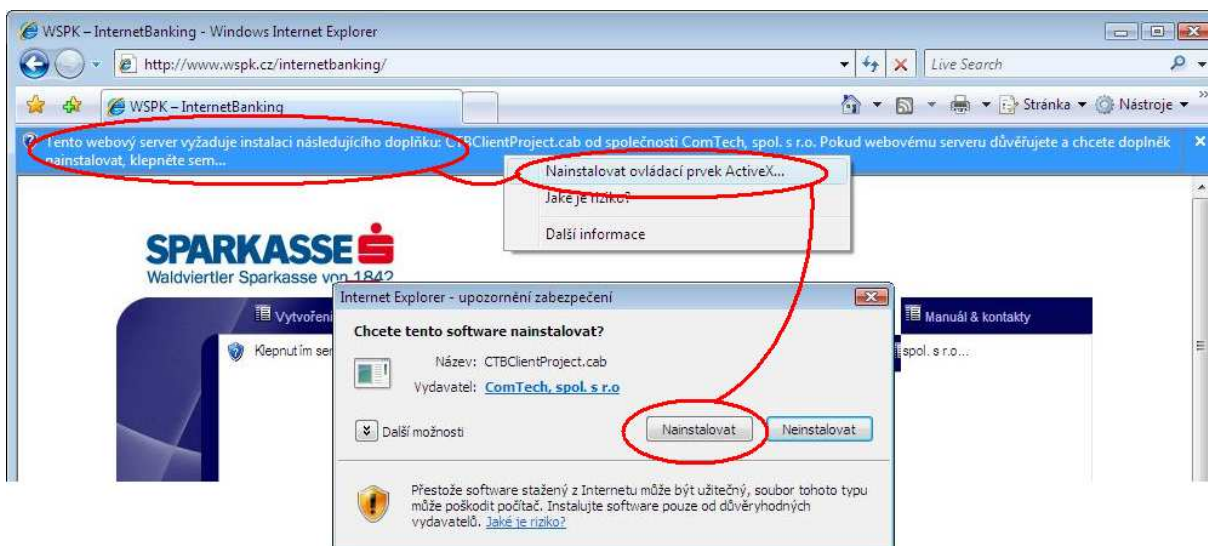 WSPK – InternetBanking - Windows Internet Explorer
http://www.wspk.cz/internetbanking/
Live Search
WSPK – InternetBanking
Stránka
Nástroje
Tento webový server vyžaduje instalaci následujícího doplňku: CTBClientProject.cab od společnosti ComTech, spol. s r.o. Pokud webovému serveru důvěřujete a chcete doplněk
nainstalovat, klepněte sem...
Nainstalovat ovládací prvek ActiveX...
Jaké je riziko?
Další informace
SPARKASSE
Waldviertler Sparkasse von 1842
Internet Explorer - upozornění zabezpečení
Vytvoření
Manuál & kontakty
Chcete tento software nainstalovat?
Klepnutím
spol. s r.o...
Název: CTBClientProject.cab
Vydavatel: ComTech, spol. s r.o
Další možnosti
Nainstalovat
Neinstalovat
Přestože software stažený z Internetu může být užitečný, soubor tohoto typu
může poškodit počítač. Instalujte software pouze od důvěryhodných
vydavatelů. Jaké je riziko?